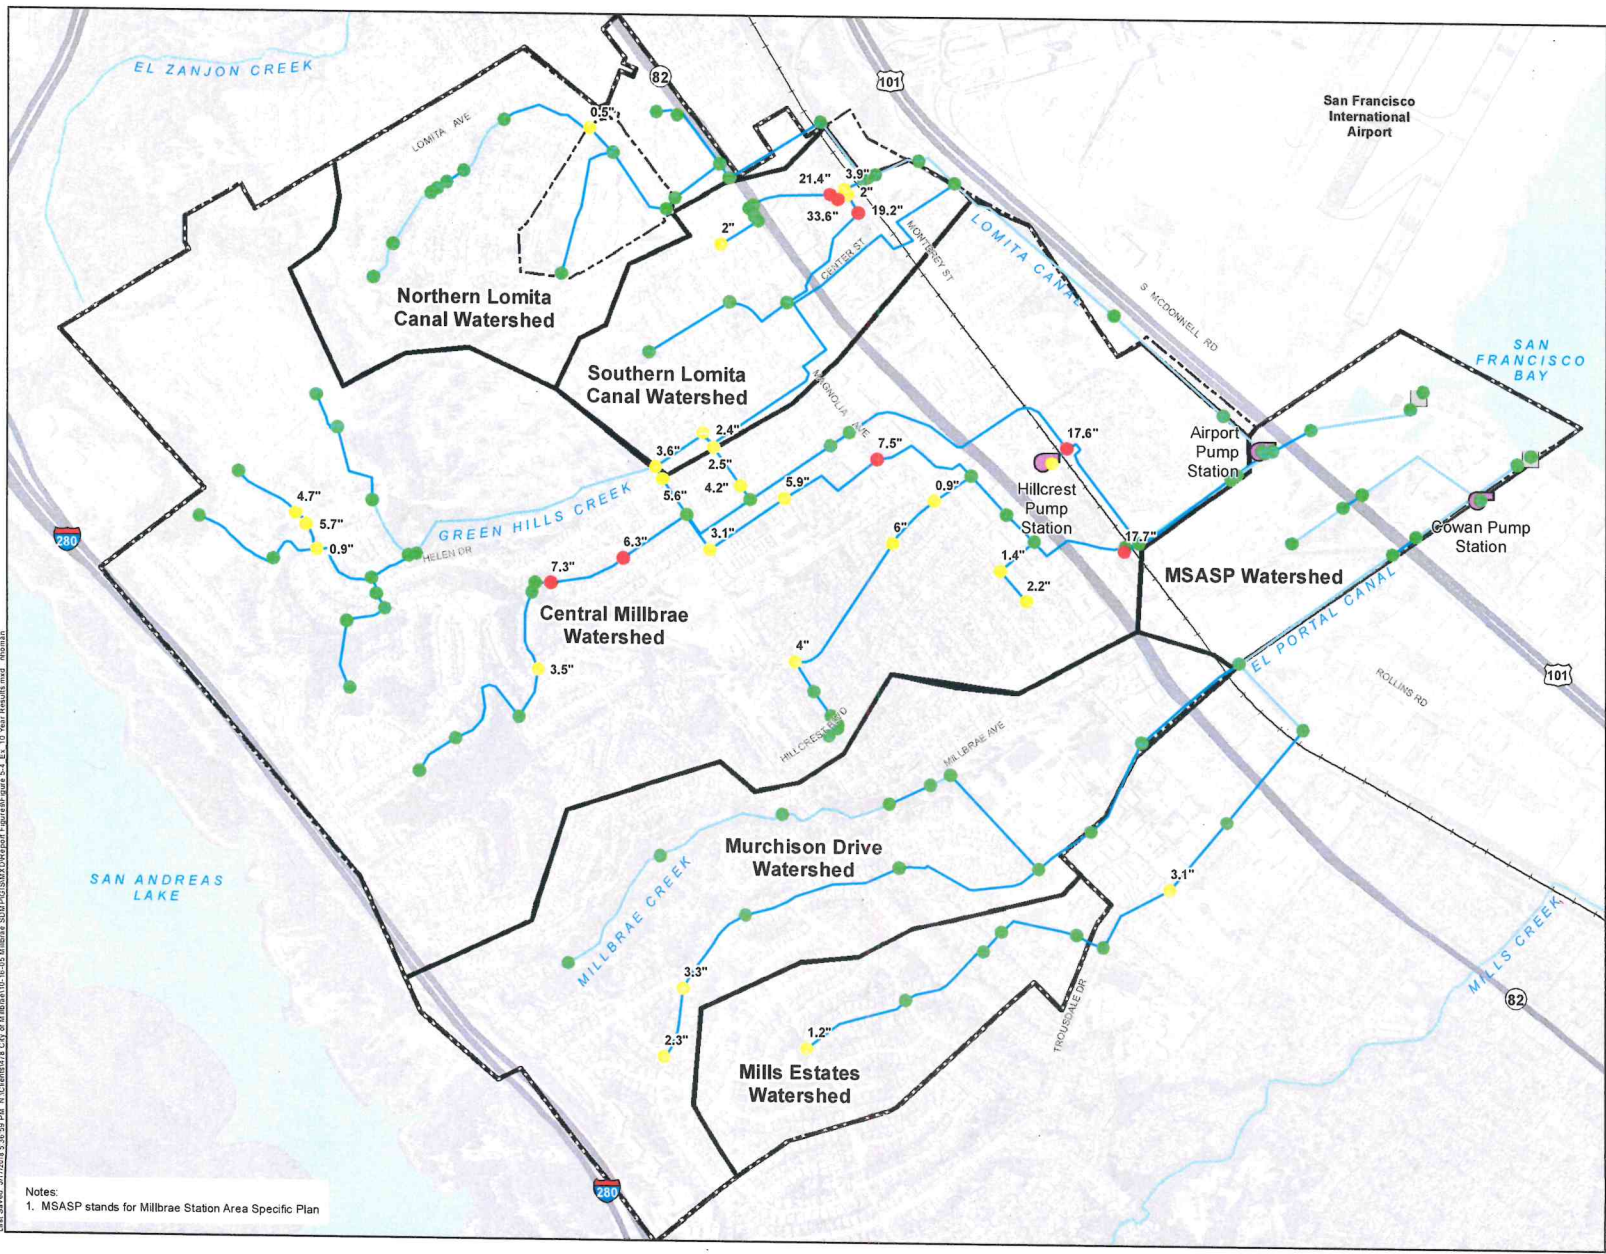 EL ZANJON CREEK
82
101
San Francisco
International
Airport
LOMITA AVE
0.5"
21.4"
3.9"
2"
33.6"
19.2"
2"
CENTER ST
MONTEREY ST
LOMITA CANAL
S MCDONNELL RD
Northern Lomita
Canal Watershed
SAN
FRANCISCO
BAY
Southern Lomita
Canal Watershed
MAGNOLIA AVE
2.4"
3.6"
2.5"
4.2"
5.6"
5.9"
7.5"
17.6"
Airport
Pump
Station
Hillcrest
Pump
Station
Cowan Pump
Station
4.7"
5.7"
0.9"
GREEN HILLS CREEK
HELEN DR
3.1"
0.9"
6"
6.3"
7.3"
1.4"
2.2"
17.7"
280
Central Millbrae
Watershed
MSASP Watershed
EL PORTAL CANAL
3.5"
4"
101
ROLLINS RD
MILLBRAE AVE
Murchison Drive
Watershed
3.1"
SAN ANDREAS
LAKE
MILLBRAE CREEK
MILLS CREEK
82
3.3"
2.3"
1.2"
TROUSDALE DR
Mills Estates
Watershed
280
Notes:
1. MSASP stands for Millbrae Station Area Specific Plan